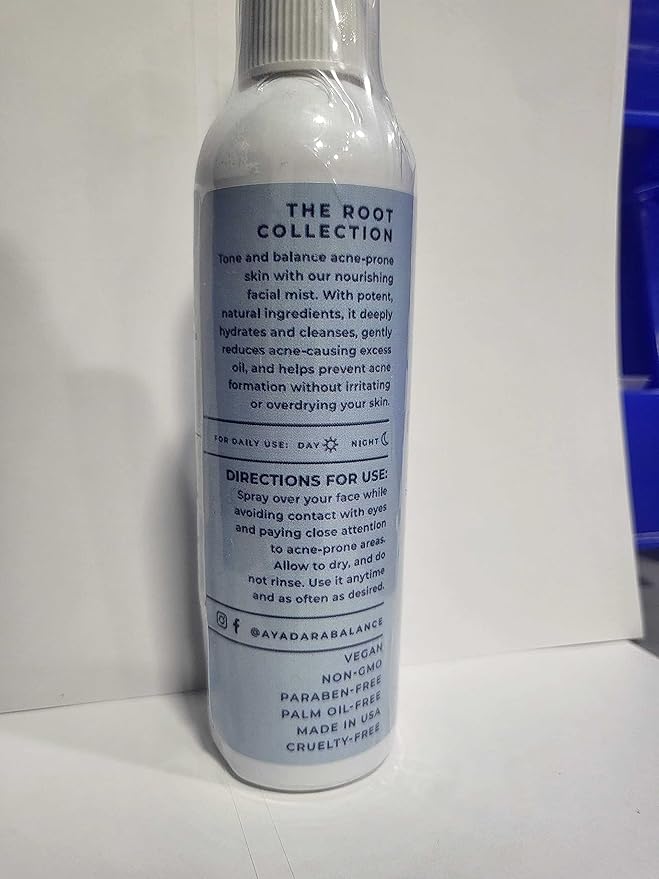 THE ROOT
COLLECTION
Tone and balance acne-prone
skin with our nourishing
facial mist. With potent,
natural ingredients, it deeply
hydrates and cleanses, gently
reduces acne-causing excess
oil, and helps prevent acne
formation without irritating
or overdrying your skin.
FOR DAILY USE: DAY NIGHT
DIRECTIONS FOR USE:
Spray over your face while
avoiding contact with eyes
and paying close attention
to acne-prone areas.
Allow to dry, and do
not rinse. Use it anytime
and as often as desired.
@AYADARABALANCE
VEGAN
NON-GMO
PARABEN-FREE
PALM OIL-FREE
MADE IN USA
CRUELTY-FREE